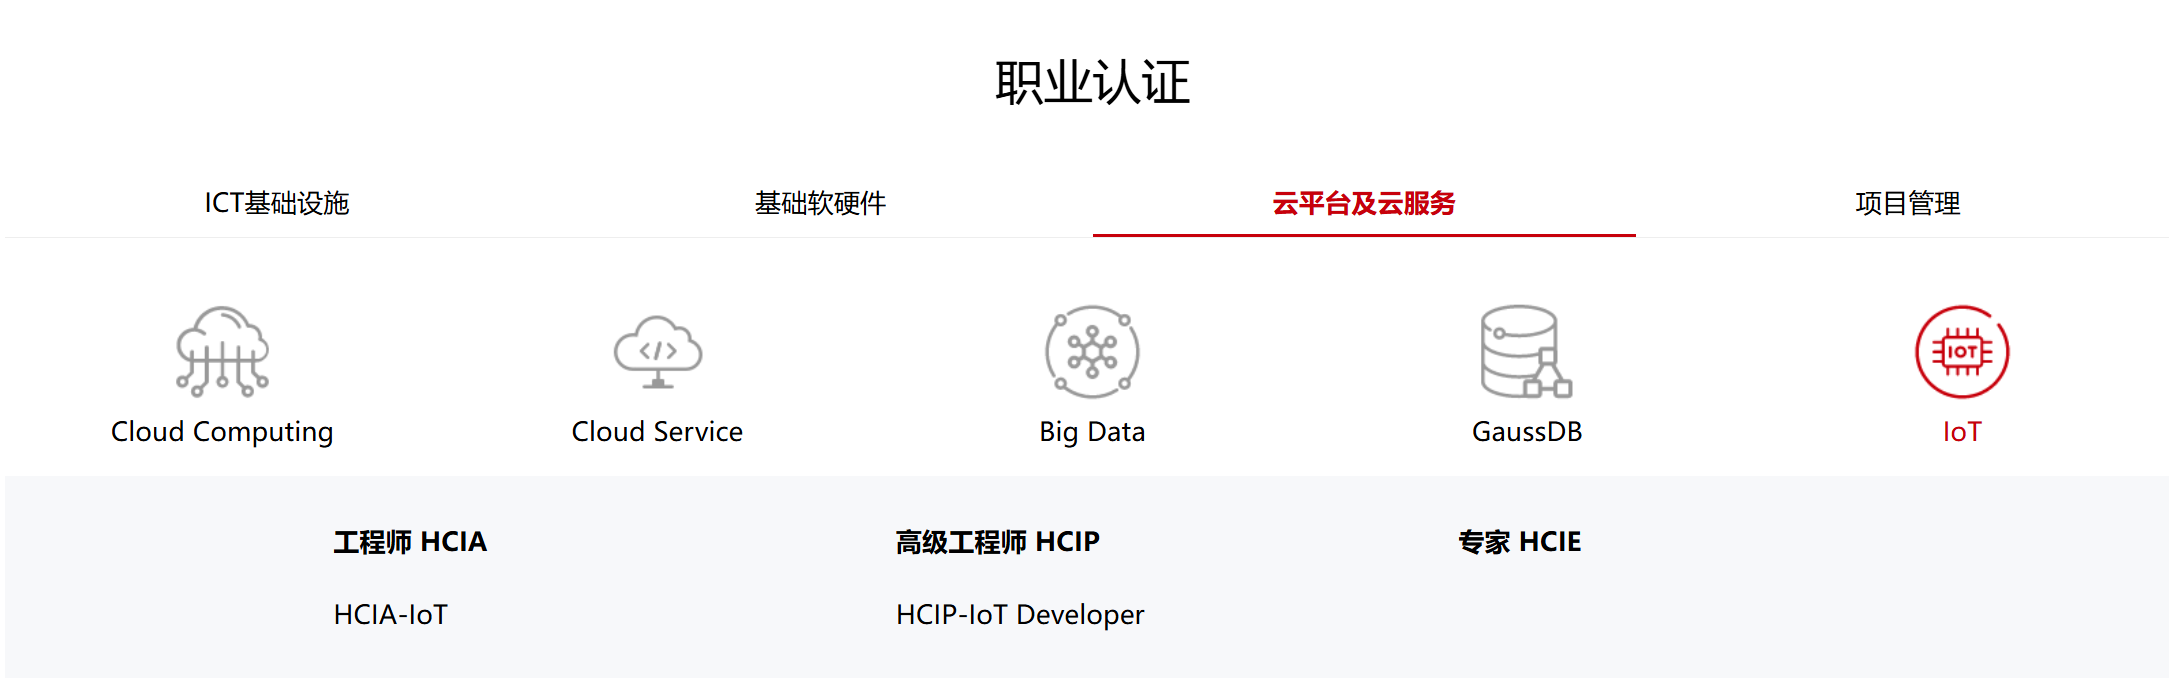 职业认证
ICT基础设施 基础软硬件 云平台及云服务 项目管理
IOT
Cloud Computing Cloud Service Big Data GaussDB IoT
工程师 HCIA 高级工程师 HCIP 专家 HCIE
HCIA-IoT HCIP-IoT Developer